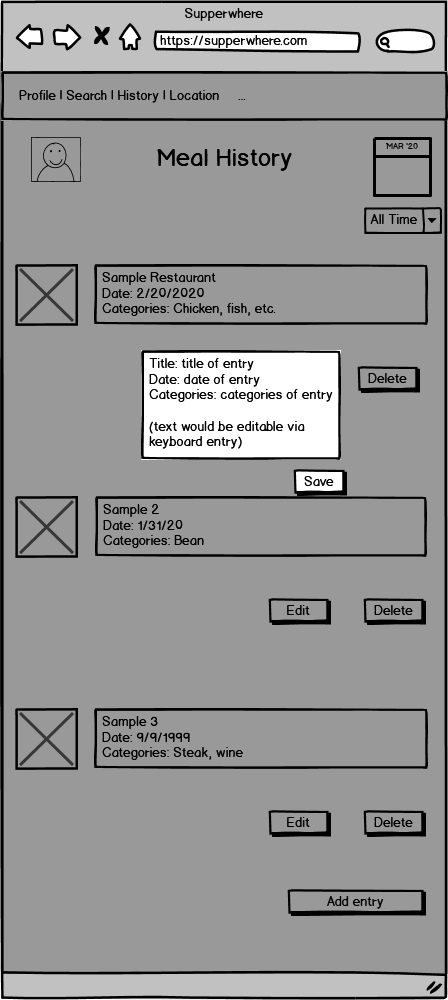 Supperwhere
https://supperwhere.com
Profile | Search | History | Location ...
Meal History
MAR '20
All Time
Sample Restaurant
Date: 2/20/2020
Categories: Chicken, fish, etc.
Title: title of entry
Date: date of entry
Categories: categories of entry
(text would be editable via
keyboard entry)
Delete
Save
Sample 2
Date: 1/31/20
Categories: Bean
Edit
Delete
Sample 3
Date: 9/9/1999
Categories: Steak, wine
Edit
Delete
Add entry